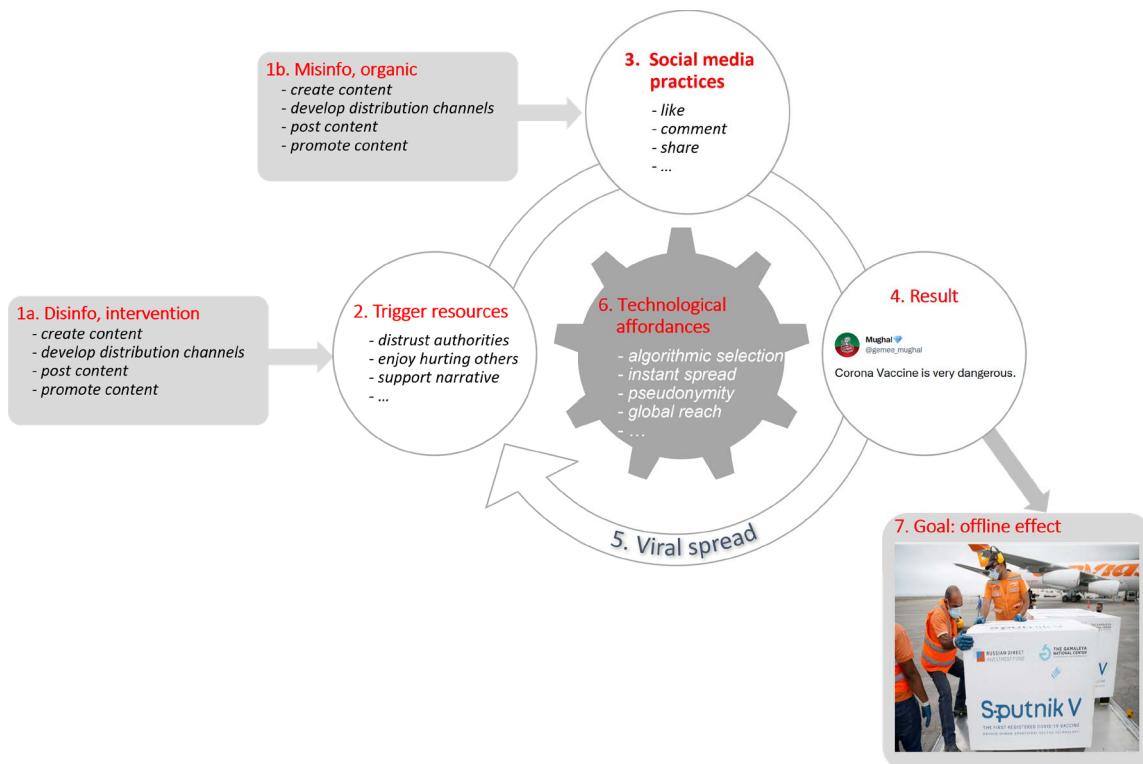 1b. Misinfo, organic
- create content
- develop distribution channels
- post content
- promote content
3. Social media
practices
- like
- comment
- share
- ...
1a. Disinfo, intervention
- create content
- develop distribution channels
- post content
- promote content
2. Trigger resources
- distrust authorities
- enjoy hurting others
- support narrative
- ...
6. Technological
affordances
- algorithmic selection
- instant spread
- pseudonymity
- global reach
- ...
4. Result
Mughal💎
@gemee_mughal
Corona Vaccine is very dangerous.
5. Viral spread
7. Goal: offline effect
RUSSIAN DIRECT
INVESTMENT FUND
THE GAMALEYA
NATIONAL CENTER
Sputnik V
THE FIRST REGISTERED COVID-19 VACCINE